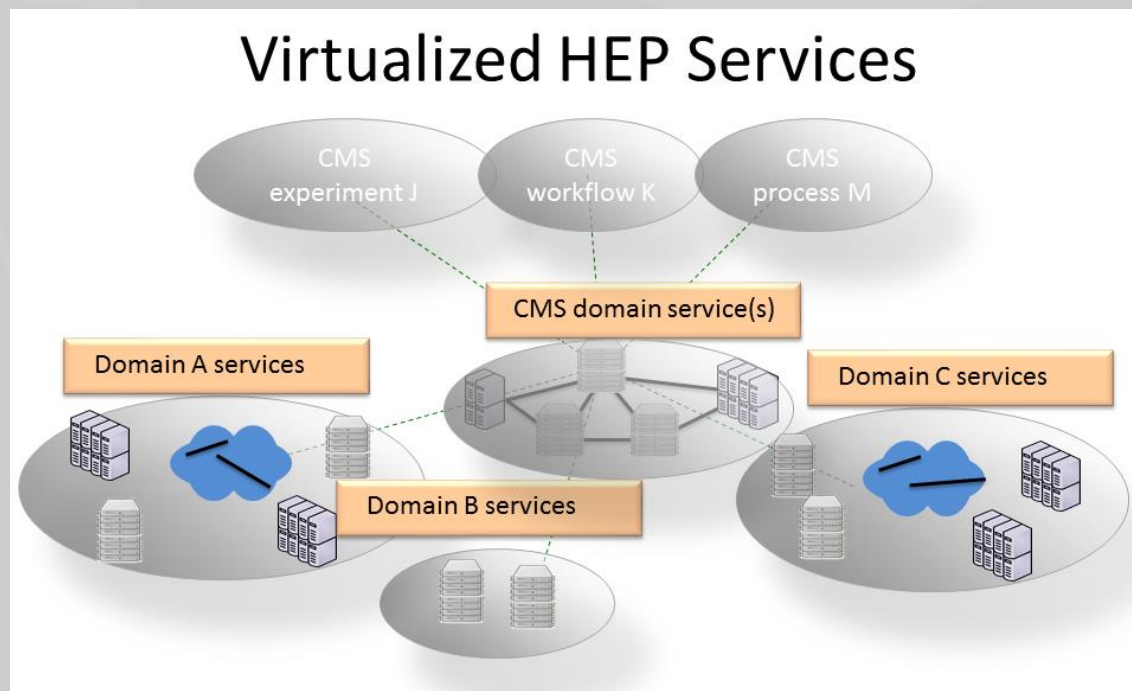 Virtualized HEP Services
CMS
experiment J
CMS
workflow K
CMS
process M
CMS domain service(s)
Domain A services
Domain C services
Domain B services